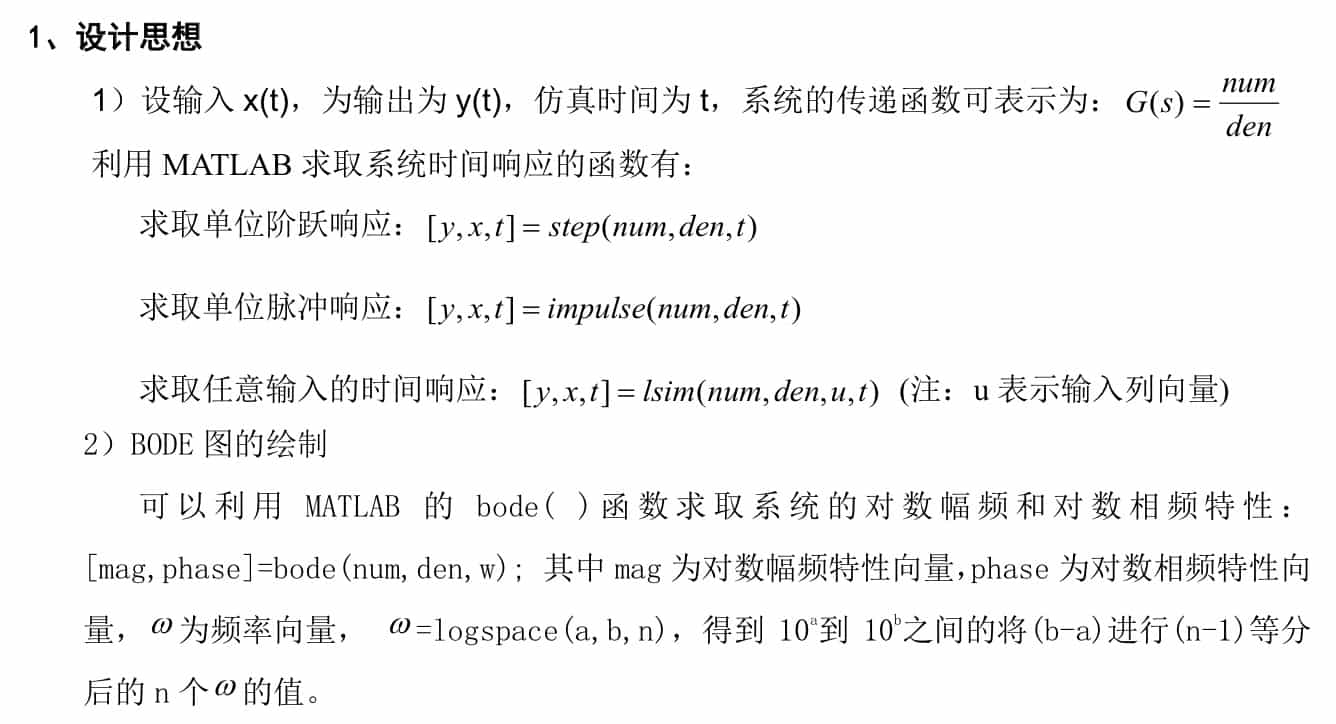 1、设计思想
1）设输入 x(t)，为输出为 y(t)，仿真时间为 t，系统的传递函数可表示为：G(s) = num/den
利用 MATLAB 求取系统时间响应的函数有：
求取单位阶跃响应：[y,x,t] = step(num,den,t)
求取单位脉冲响应：[y,x,t] = impulse(num,den,t)
求取任意输入的时间响应：[y,x,t] = lsim(num,den,u,t) (注：u 表示输入列向量)
2）BODE 图的绘制
可以利用 MATLAB 的 bode( )函数求取系统的对数幅频和对数相频特性：
[mag,phase]=bode(num,den,w); 其中 mag 为对数幅频特性向量,phase 为对数相频特性向
量，ω为频率向量， ω=logspace(a,b,n)，得到 10ᵃ到 10ᵇ之间的将(b-a)进行(n-1)等分
后的 n 个ω的值。